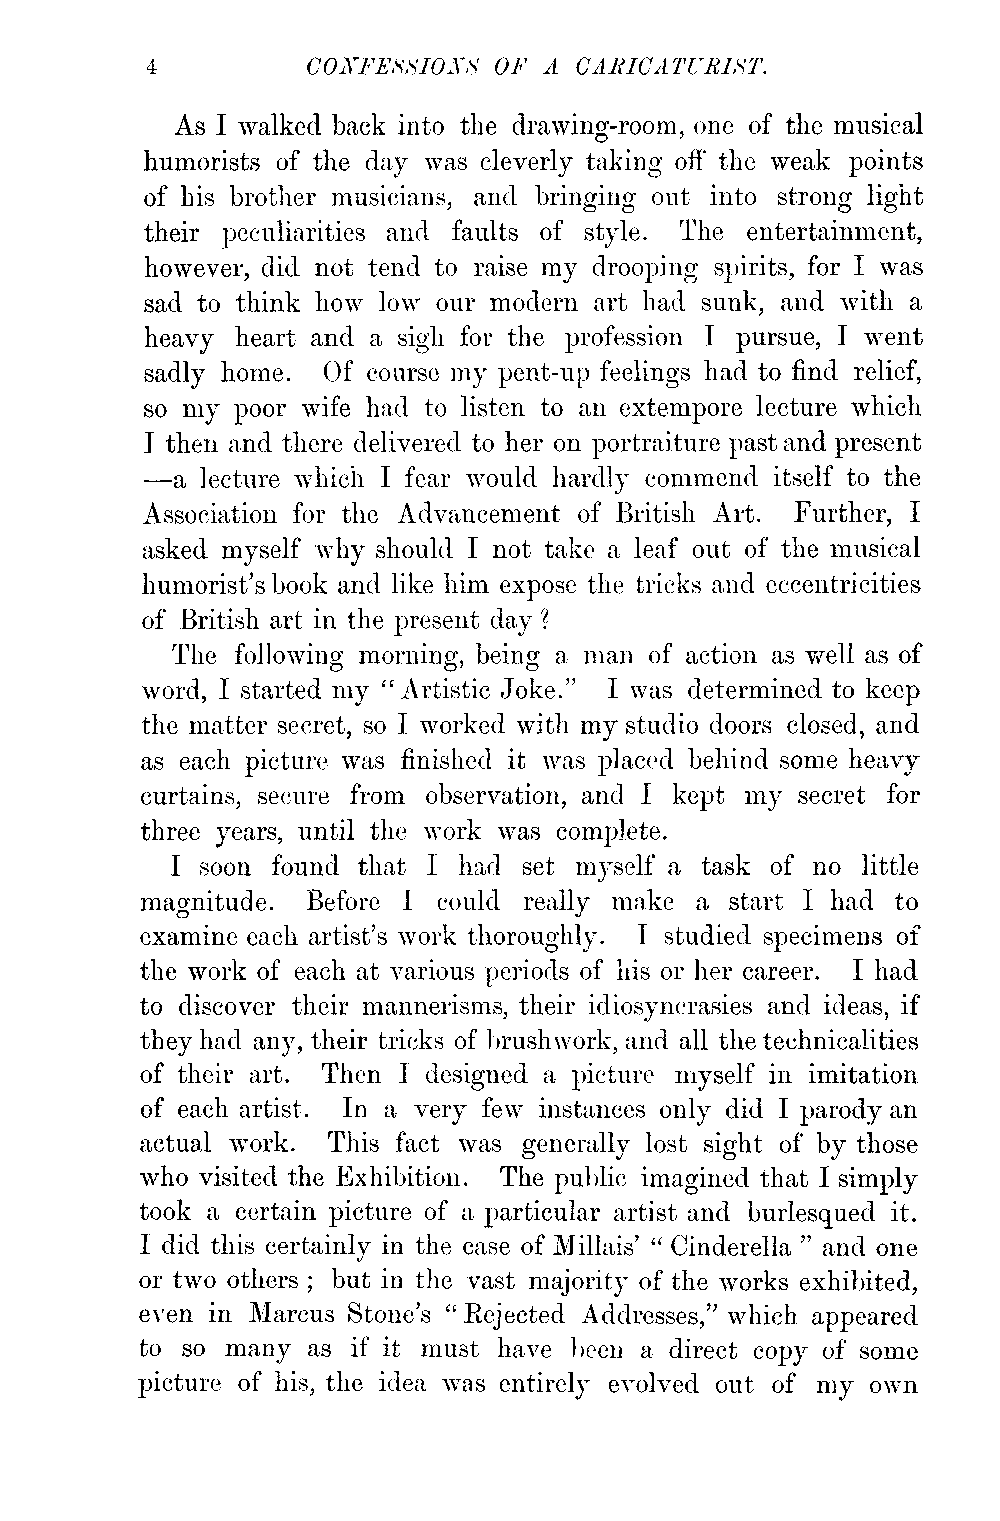 4 CONFESSIONS OF A CARICATURIST.
As I walked back into the drawing-room, one of the musical
humorists of the day was cleverly taking off the weak points
of his brother musicians, and bringing out into strong light
their peculiarities and faults of style. The entertainment,
however, did not tend to raise my drooping spirits, for I was
sad to think how low our modern art had sunk, and with a
heavy heart and a sigh for the profession I pursue, I went
sadly home. Of course my pent-up feelings had to find relief,
so my poor wife had to listen to an extempore lecture which
I then and there delivered to her on portraiture past and present
—a lecture which I fear would hardly commend itself to the
Association for the Advancement of British Art. Further, I
asked myself why should I not take a leaf out of the musical
humorist's book and like him expose the tricks and eccentricities
of British art in the present day?
The following morning, being a man of action as well as of
word, I started my "Artistic Joke." I was determined to keep
the matter secret, so I worked with my studio doors closed, and
as each picture was finished it was placed behind some heavy
curtains, secure from observation, and I kept my secret for
three years, until the work was complete.
I soon found that I had set myself a task of no little
magnitude. Before I could really make a start I had to
examine each artist's work thoroughly. I studied specimens of
the work of each at various periods of his or her career. I had
to discover their mannerisms, their idiosyncrasies and ideas, if
they had any, their tricks of brushwork, and all the technicalities
of their art. Then I designed a picture myself in imitation
of each artist. In a very few instances only did I parody an
actual work. This fact was generally lost sight of by those
who visited the Exhibition. The public imagined that I simply
took a certain picture of a particular artist and burlesqued it.
I did this certainly in the case of Millais' "Cinderella" and one
or two others; but in the vast majority of the works exhibited,
even in Marcus Stone's "Rejected Addresses," which appeared
to so many as if it must have been a direct copy of some
picture of his, the idea was entirely evolved out of my own